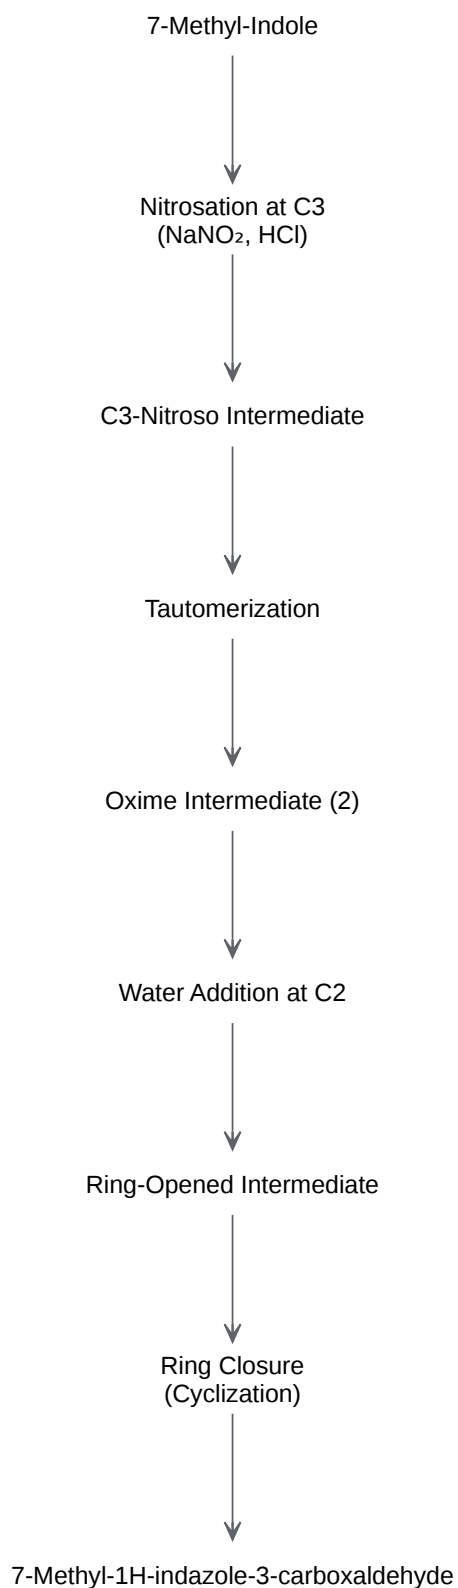 7-Methyl-Indole
Nitrosation at C3
(NaNO₂, HCl)
C3-Nitroso Intermediate
Tautomerization
Oxime Intermediate (2)
Water Addition at C2
Ring-Opened Intermediate
Ring Closure
(Cyclization)
7-Methyl-1H-indazole-3-carboxaldehyde